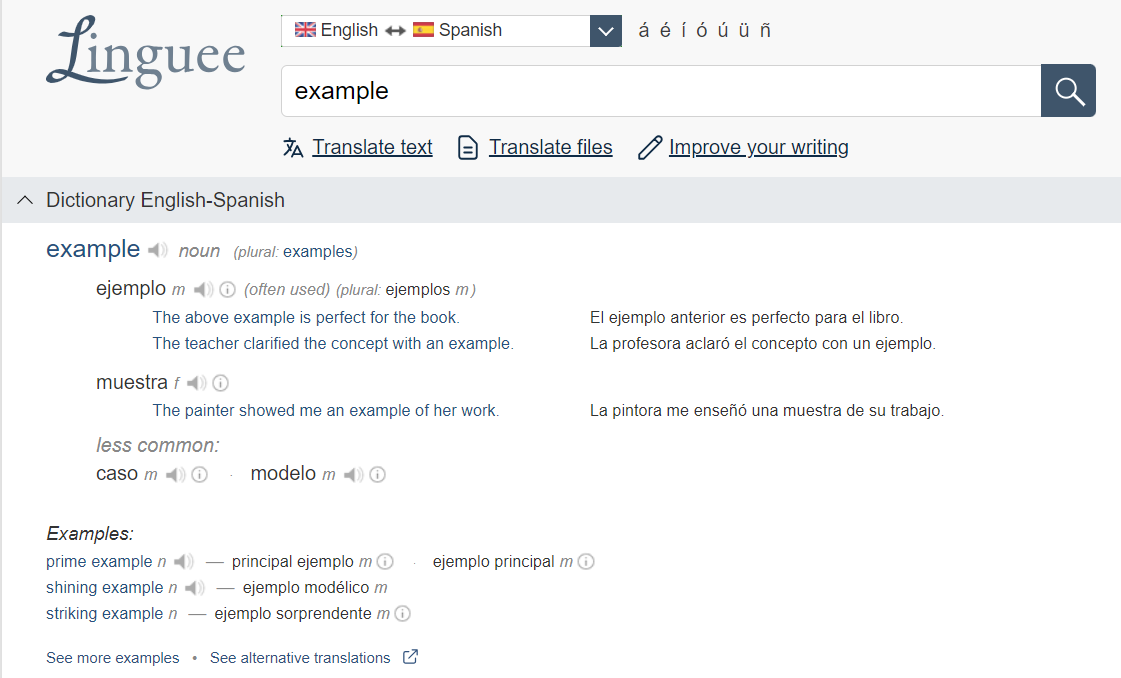 Linguee
English ↔ Spanish á é í ó ú ü ñ
example
Translate text Translate files Improve your writing
Dictionary English-Spanish
example noun (plural: examples)
ejemplo m (often used) (plural: ejemplos m)
The above example is perfect for the book. El ejemplo anterior es perfecto para el libro.
The teacher clarified the concept with an example. La profesora aclaró el concepto con un ejemplo.
muestra f
The painter showed me an example of her work. La pintora me enseñó una muestra de su trabajo.
less common:
caso m · modelo m
Examples:
prime example n — principal ejemplo m · ejemplo principal m
shining example n — ejemplo modélico m
striking example n — ejemplo sorprendente m
See more examples • See alternative translations